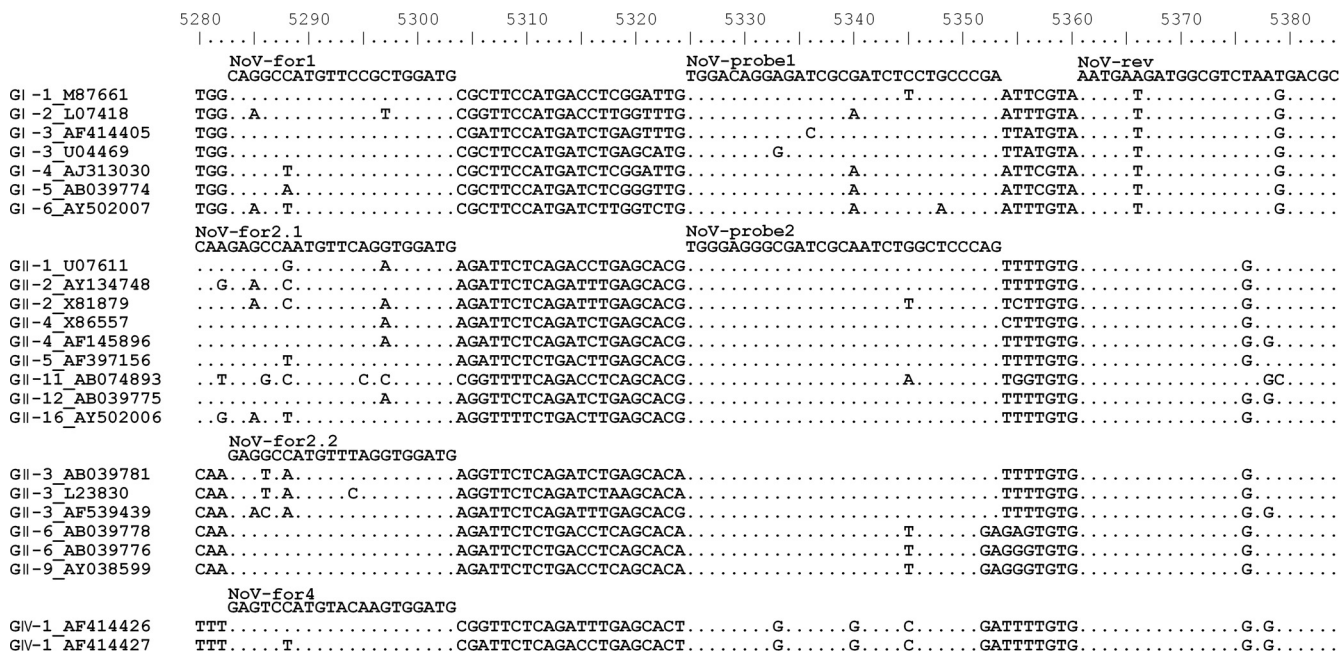 5280 5290 5300 5310 5320 5330 5340 5350 5360 5370 5380
NoV-for1 NoV-probe1 NoV-rev
CAGGCCATGTTCCGCTGGATG TGGACAGGAGATCGCGATCTCCTGCCCGA AATGAAGATGGCGTCTAATGACGC
GI-1_M87661 TGG.....................CGCTTCCATGACCTCGGATTG....................T........ATTCGTA.....T............G.....
GI-2_L07418 TGG..A...........T......CGGTTCCATGACCTTGGTTTG...............A.............ATTTGTA.....T............G.....
GI-3_AF414405 TGG.....................CGATTCCATGATCTGAGTTTG...........C.................TTATGTA.....T............G.....
GI-3_U04469 TGG.....................CGCTTCCATGATCTGAGCATG........G....................TTATGTA.....T............G.....
GI-4_AJ313030 TGG.....T...............CGCTTCCATGATCTCGGATTG...............A.............ATTCGTA.....T............G.....
GI-5_AB039774 TGG.....A...............CGCTTCCATGATCTCGGGTTG...............A.............ATTCGTA.....T............G.....
GI-6_AY502007 TGG..A..T...............CGCTTCCATGATCTTGGTCTG...............A.......A.....ATTTGTA.....T............G.....
NoV-for2.1 NoV-probe2
CAAGAGCCAATGTTCAGGTGGATG TGGGAGGGCGATCGCAATCTGGCTCCCAG
GII-1_U07611 ........G........A......AGATTCTCAGACCTGAGCACG.............................TTTTGTG...............G........
GII-2_AY134748 ..G..A..C...............AGATTCTCAGATTTGAGCACG.............................TTTTGTG...............G........
GII-2_X81879 .....A..C........A......AGATTCTCAGATTTGAGCACG....................T........TCTTGTG...............G........
GII-4_X86557 .................A......AGATTCTCAGATCTGAGCACG.............................CTTTGTG...............G........
GII-4_AF145896 .................A......AGATTCTCAGATCTGAGCACG.............................TTTTGTG...............G.G......
GII-5_AF397156 ........T...............AGATTCTCTGACTTGAGCACG.............................TTTTGTG...............G........
GII-11_AB074893 ..T...G.C......C.C......CGGTTTTCAGACCTCAGCACG....................A........TGGTGTG.................GC.....
GII-12_AB039775 .................A......AGGTTCTCAGATCTGAGCACG.............................TTTTGTG...............G.G......
GII-16_AY502006 ..G..A..T...............AGGTTTTCTGACTTGAGCACG.............................TTTTGTG...............G........
NoV-for2.2
GAGGCCATGTTTAGGTGGATG
GII-3_AB039781 CAA...T.A...............AGGTTCTCAGATCTGAGCACA.............................TTTTGTG...............G........
GII-3_L23830 CAA...T.A.....C.........AGGTTCTCAGATCTAAGCACA.............................TTTTGTG...............G........
GII-3_AF539439 CAA..AC.A...............AGATTCTCAGATTTGAGCACA.............................TTTTGTG...............G.G......
GII-6_AB039778 CAA.....................AGATTCTCAGACCTGAGCACA....................T......GAGAGTGTG...............G........
GII-6_AB039776 CAA.....................AGATTCTCTGACCTCAGCACA....................T......GAGGGTGTG...............G........
GII-9_AY038599 CAA.....................AGATTCTCTGACCTCAGCACA....................T......GAGGGTGTG...............G........
NoV-for4
GAGTCCATGTACAAGTGGATG
GIV-1_AF414426 TTT.....................CGGTTCTCAGATTTGAGCACT........G......G....C......GATTTTGTG...............G.G......
GIV-1_AF414427 TTT.....T...............CGATTCTCAGACCTGAGCACT........G......G....C......GATTTTGTG...............G.G......